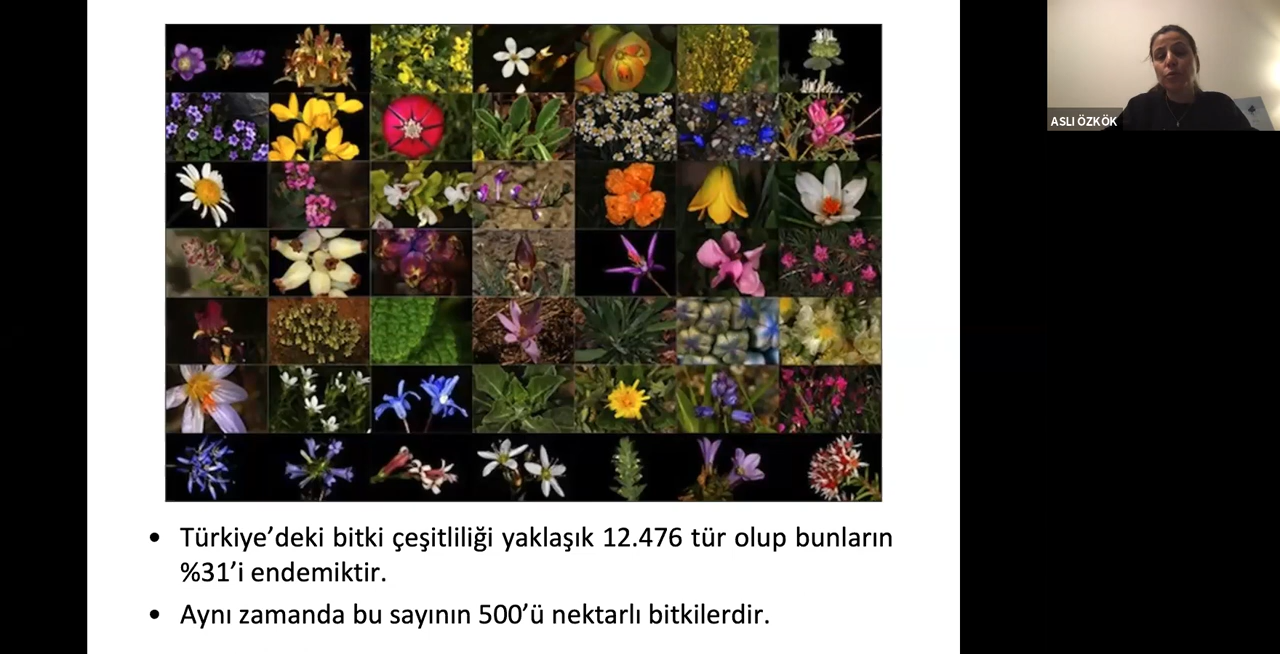 ASLI ÖZKÖK
• Türkiye’deki bitki çeşitliliği yaklaşık 12.476 tür olup bunların
%31’i endemiktir.
• Aynı zamanda bu sayının 500’ü nektarlı bitkilerdir.